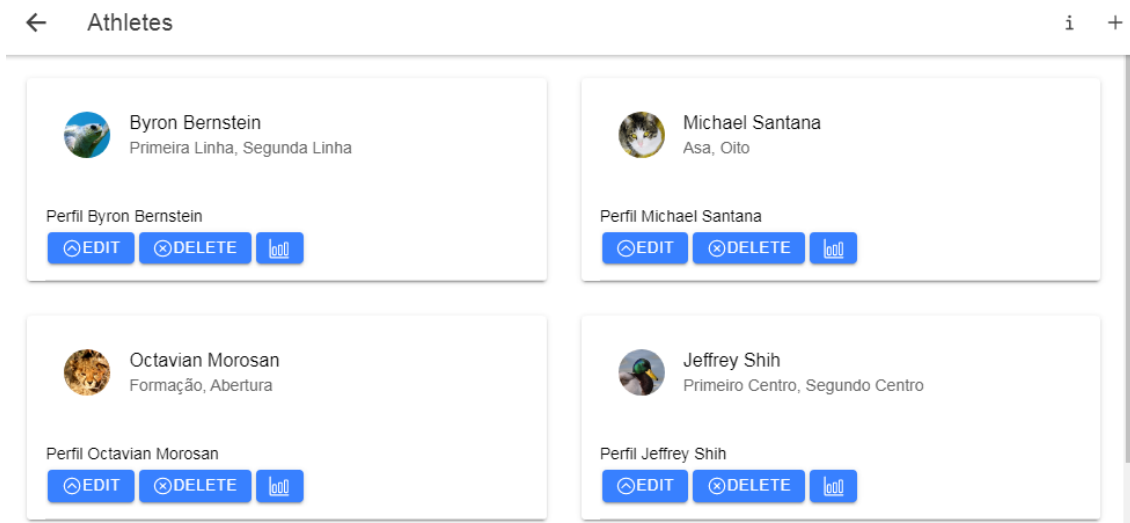 Athletes
i +
Byron Bernstein
Primeira Linha, Segunda Linha
Perfil Byron Bernstein
EDIT DELETE
Michael Santana
Asa, Oito
Perfil Michael Santana
EDIT DELETE
Octavian Morosan
Formação, Abertura
Perfil Octavian Morosan
EDIT DELETE
Jeffrey Shih
Primeiro Centro, Segundo Centro
Perfil Jeffrey Shih
EDIT DELETE